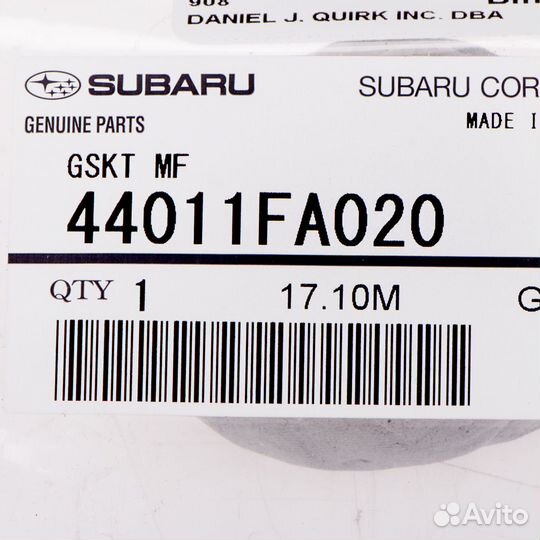 908
DANIEL J. QUIRK INC. DBA
SUBARU SUBARU COR
GENUINE PARTS MADE I
GSKT MF
44011FA020
QTY 1 17.10M G
Avito